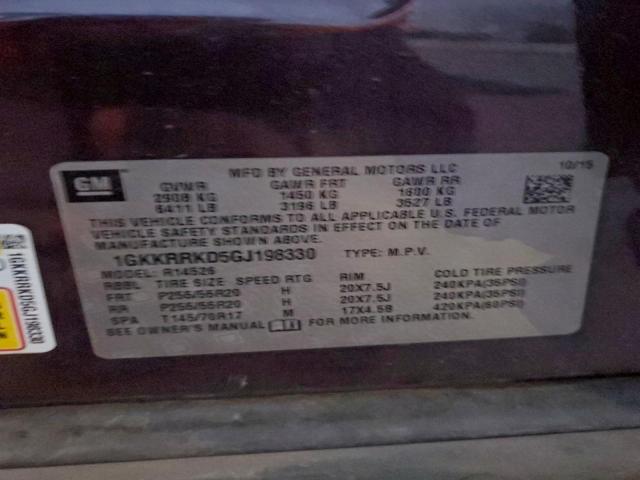 GM
MFG BY GENERAL MOTORS LLC 10/15
GVWR GAWR FRT GAWR RR
2908 KG 1450 KG 1600 KG
6411 LB 3196 LB 3527 LB
THIS VEHICLE CONFORMS TO ALL APPLICABLE U.S. FEDERAL MOTOR
VEHICLE SAFETY STANDARDS IN EFFECT ON THE DATE OF
MANUFACTURE SHOWN ABOVE.
1GKKRRKD5GJ198330 TYPE: M.P.V.
MODEL: R14526
RBBL TIRE SIZE SPEED RTG RIM COLD TIRE PRESSURE
FRT P255/55R20 H 20X7.5J 240KPA(35PSI)
RR P255/55R20 H 20X7.5J 240KPA(35PSI)
SPA T145/70R17 M 17X4.5B 420KPA(60PSI)
SEE OWNER'S MANUAL FOR MORE INFORMATION.
1GKKRRKD5GJ198330